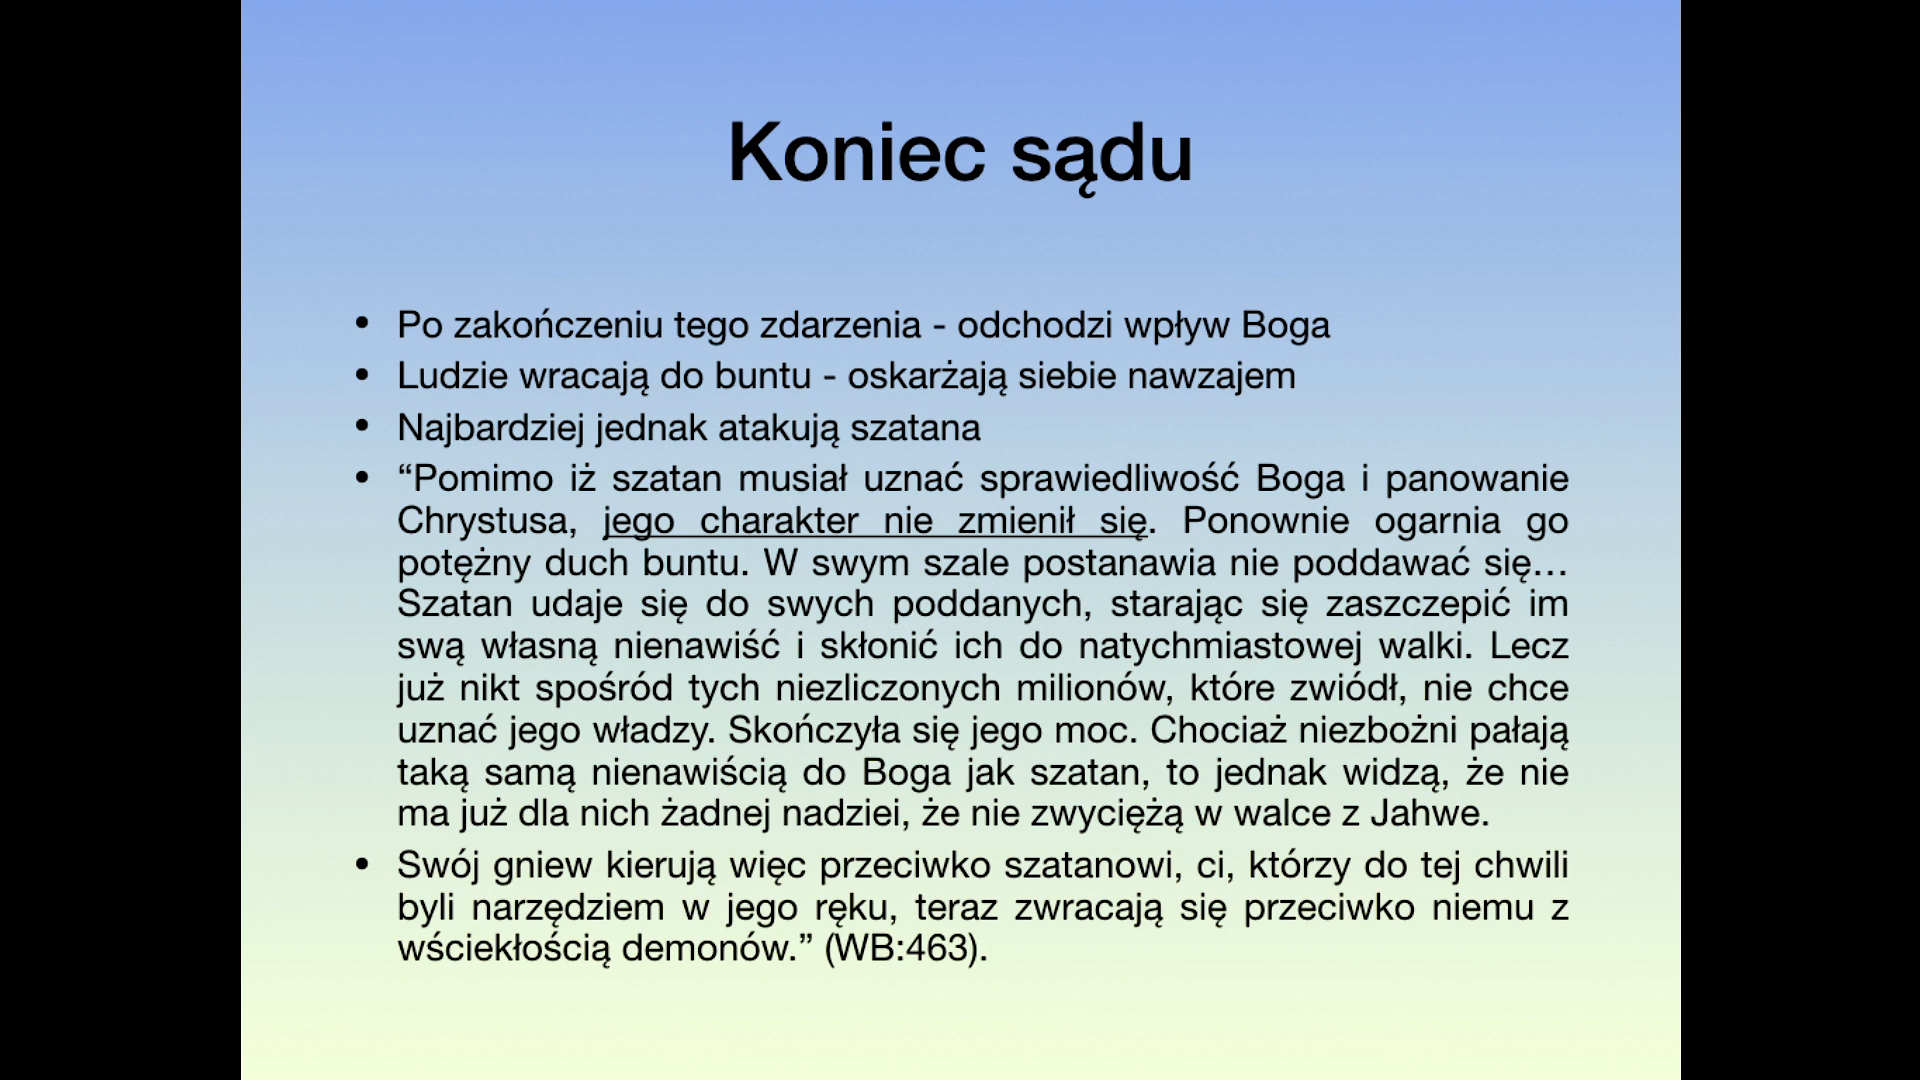 Koniec sądu
• Po zakończeniu tego zdarzenia - odchodzi wpływ Boga
• Ludzie wracają do buntu - oskarżają siebie nawzajem
• Najbardziej jednak atakują szatana
• “Pomimo iż szatan musiał uznać sprawiedliwość Boga i panowanie
Chrystusa, jego charakter nie zmienił się. Ponownie ogarnia go
potężny duch buntu. W swym szale postanawia nie poddawać się…
Szatan udaje się do swych poddanych, starając się zaszczepić im
swą własną nienawiść i skłonić ich do natychmiastowej walki. Lecz
już nikt spośród tych niezliczonych milionów, które zwiódł, nie chce
uznać jego władzy. Skończyła się jego moc. Chociaż niezbożni pałają
taką samą nienawiścią do Boga jak szatan, to jednak widzą, że nie
ma już dla nich żadnej nadziei, że nie zwyciężą w walce z Jahwe.
• Swój gniew kierują więc przeciwko szatanowi, ci, którzy do tej chwili
byli narzędziem w jego ręku, teraz zwracają się przeciwko niemu z
wściekłością demonów.” (WB:463).